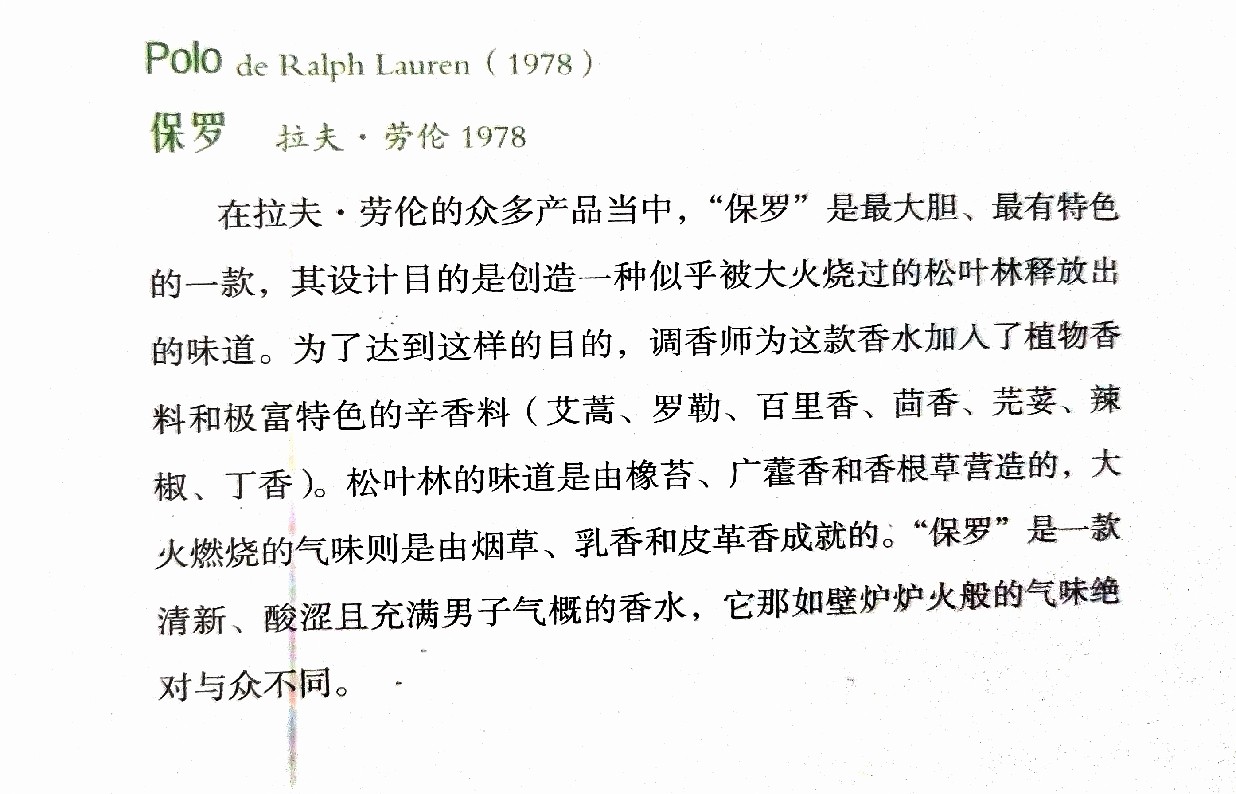 Polo de Ralph Lauren（1978）
保罗 拉夫·劳伦 1978
在拉夫·劳伦的众多产品当中，“保罗”是最大胆、最有特色
的一款，其设计目的是创造一种似乎被大火烧过的松叶林释放出
的味道。为了达到这样的目的，调香师为这款香水加入了植物香
料和极富特色的辛香料（艾蒿、罗勒、百里香、茴香、芫荽、辣
椒、丁香）。松叶林的味道是由橡苔、广藿香和香根草营造的，大
火燃烧的气味则是由烟草、乳香和皮革香成就的。“保罗”是一款
清新、酸涩且充满男子气概的香水，它那如壁炉炉火般的气味绝
对与众不同。